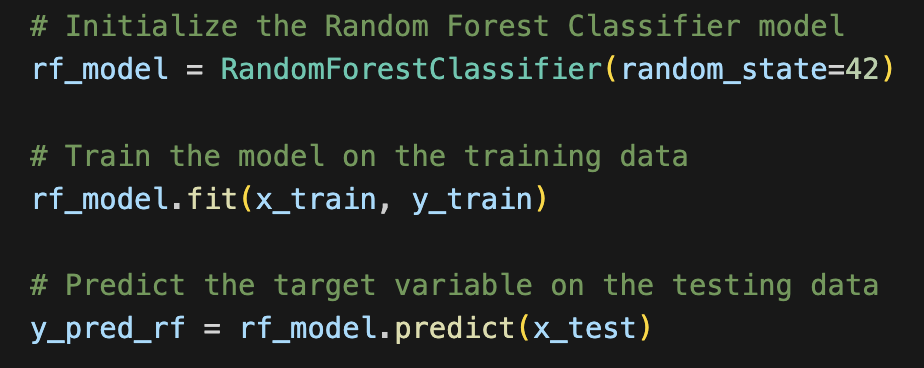 # Initialize the Random Forest Classifier model
rf_model = RandomForestClassifier(random_state=42)
# Train the model on the training data
rf_model.fit(x_train, y_train)
# Predict the target variable on the testing data
y_pred_rf = rf_model.predict(x_test)